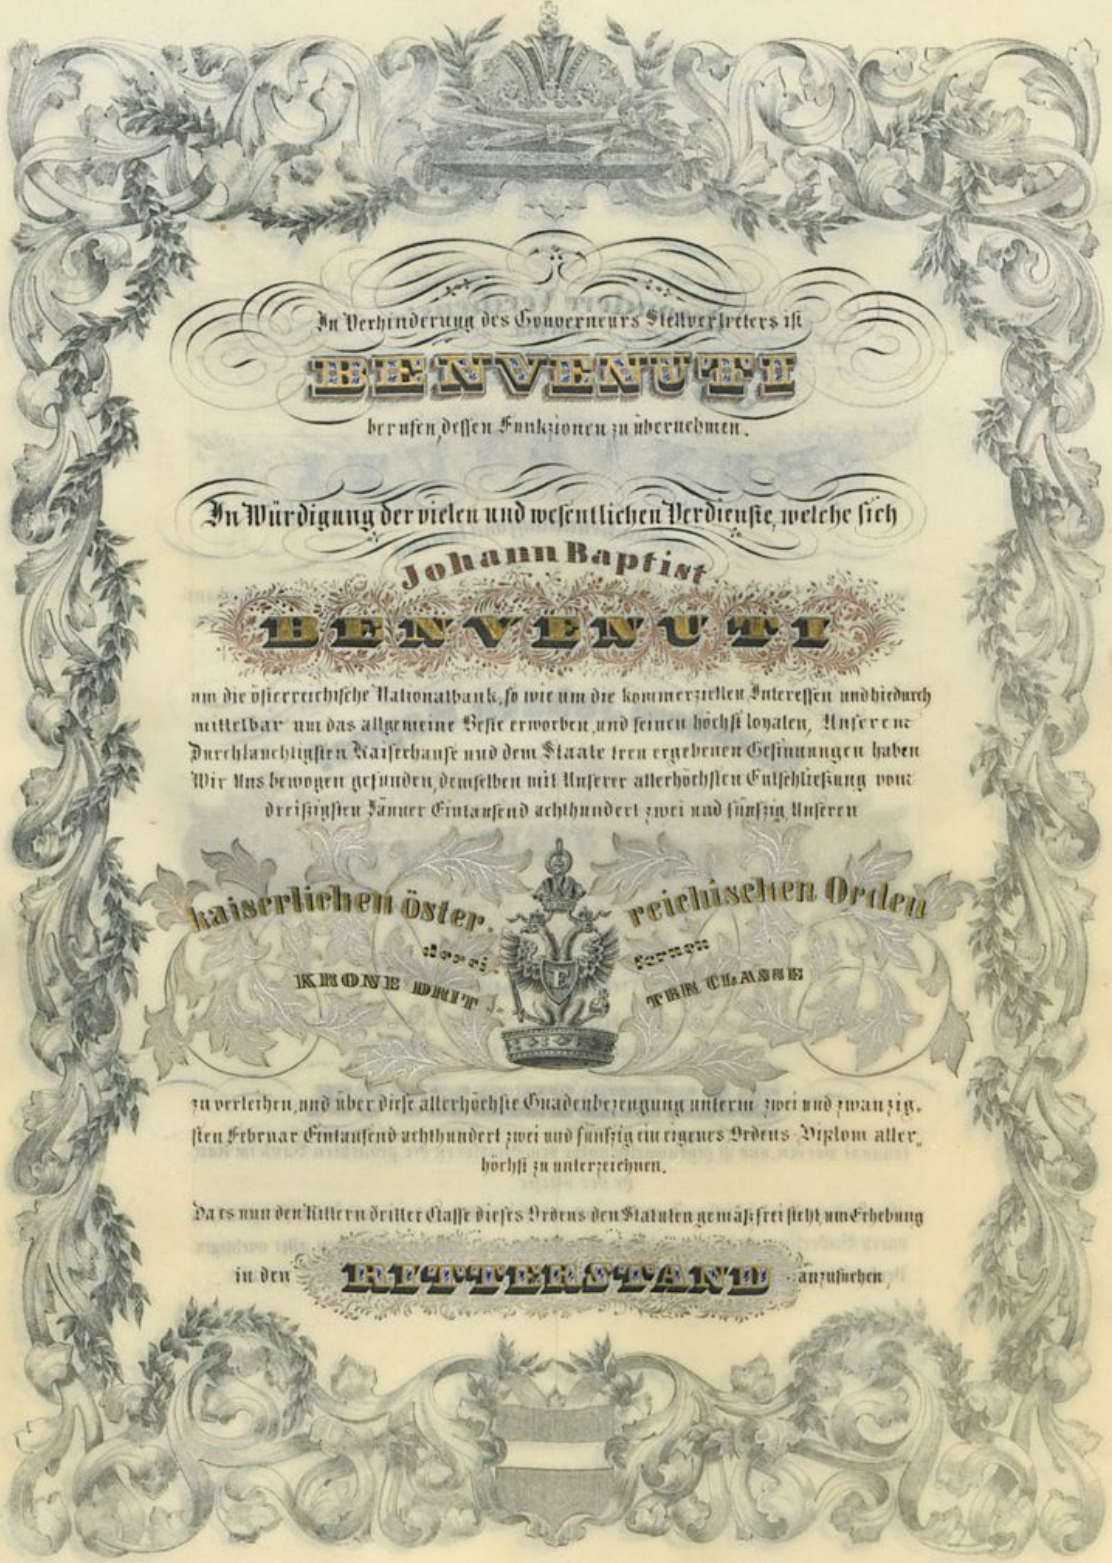 In Verhinderung des Gouverneurs Stellvertreters ist
BENVENUTI
berufen, dessen Funkzionen zu übernehmen.
In Würdigung der vielen und wesentlichen Verdienste, welche sich
Johann Baptist
BENVENUTI
um die österreichische Nationalbank, so wie um die kommerziellen Interessen und hiedurch
mittelbar um das allgemeine Beste erworben, und seinen höchst loyalen, Unserem
Durchlauchtigsten Kaiserhause und dem Staate treu ergebenen Gesinnungen haben
Wir Uns bewogen gefunden, demselben mit Unserer allerhöchsten Entschließung vom
dreißigsten Jänner Eintausend achthundert zwei und fünfzig Unseren
kaiserlichen öster. reichischen Orden
der ei. sernen
KRONE DRIT TEN CLASSE
F
zu verleihen, und über diese allerhöchste Gnadenbezeugung unterm zwei und zwanzig.
sten Februar Eintausend achthundert zwei und fünfzig ein eigenes Ordens-Diplom aller„
höchst zu unterzeichnen.
Da es nun den Rittern dritter Classe dieses Ordens den Statuten gemäß frei steht, um Erhebung
in den RITTERSTAND anzusuchen,